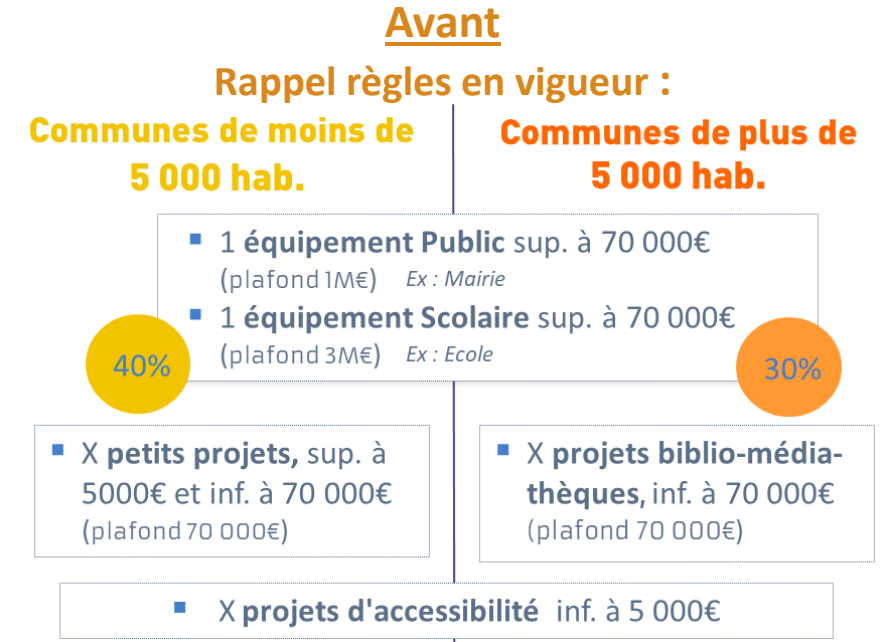 Avant
Rappel règles en vigueur :
Communes de moins de
5 000 hab.
Communes de plus de
5 000 hab.
▪ 1 équipement Public sup. à 70 000€
(plafond 1M€) Ex : Mairie
▪ 1 équipement Scolaire sup. à 70 000€
(plafond 3M€) Ex : Ecole
40%
30%
▪ X petits projets, sup. à
5000€ et inf. à 70 000€
(plafond 70 000€)
▪ X projets biblio-média-
thèques, inf. à 70 000€
(plafond 70 000€)
▪ X projets d'accessibilité inf. à 5 000€